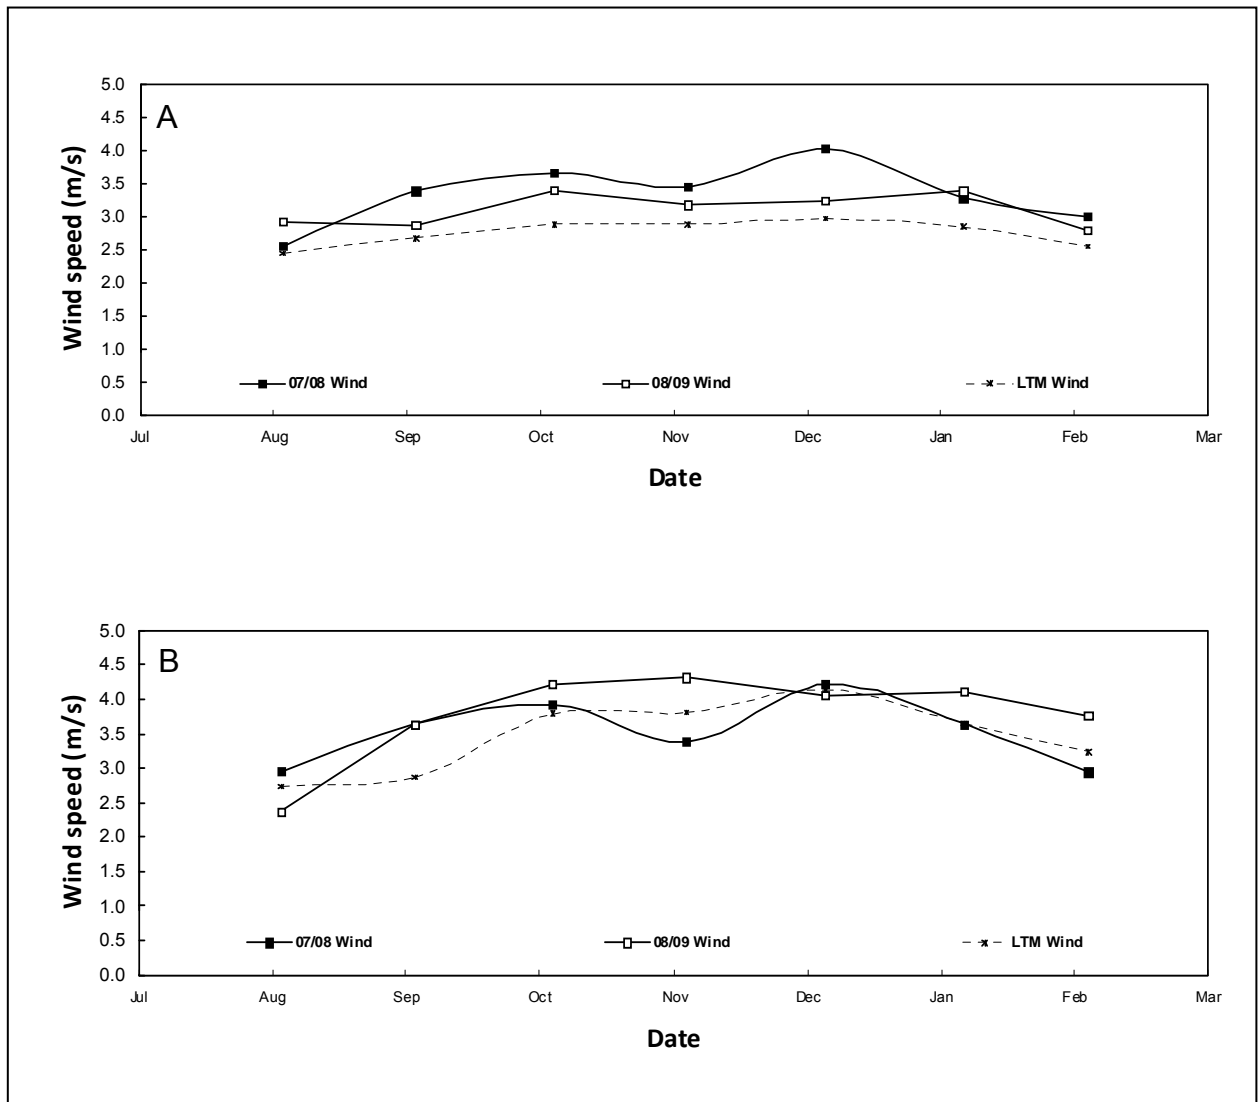 A
Wind speed (m/s)
5.0
4.5
4.0
3.5
3.0
2.5
2.0
1.5
1.0
0.5
0.0
07/08 Wind 08/09 Wind LTM Wind
Jul Aug Sep Oct Nov Dec Jan Feb Mar
Date
B
Wind speed (m/s)
5.0
4.5
4.0
3.5
3.0
2.5
2.0
1.5
1.0
0.5
0.0
07/08 Wind 08/09 Wind LTM Wind
Jul Aug Sep Oct Nov Dec Jan Feb Mar
Date